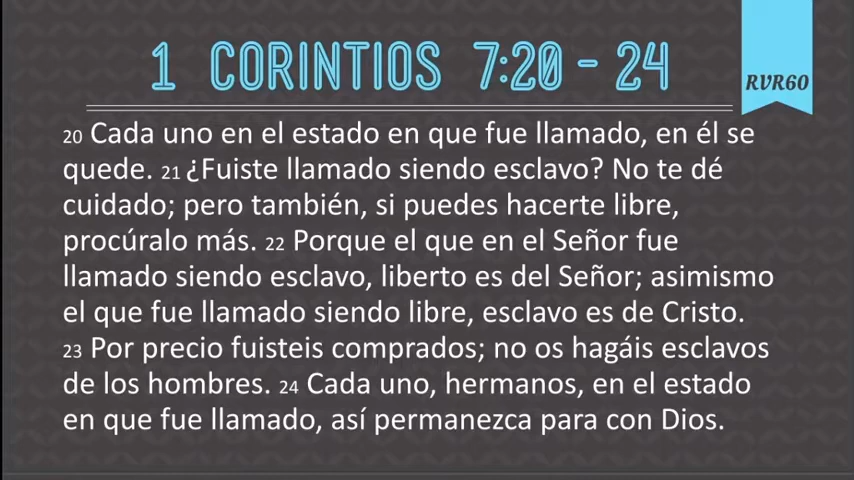 1 CORINTIOS 7:20 - 24
RVR60
20 Cada uno en el estado en que fue llamado, en él se
quede. 21 ¿Fuiste llamado siendo esclavo? No te dé
cuidado; pero también, si puedes hacerte libre,
procúralo más. 22 Porque el que en el Señor fue
llamado siendo esclavo, liberto es del Señor; asimismo
el que fue llamado siendo libre, esclavo es de Cristo.
23 Por precio fuisteis comprados; no os hagáis esclavos
de los hombres. 24 Cada uno, hermanos, en el estado
en que fue llamado, así permanezca para con Dios.